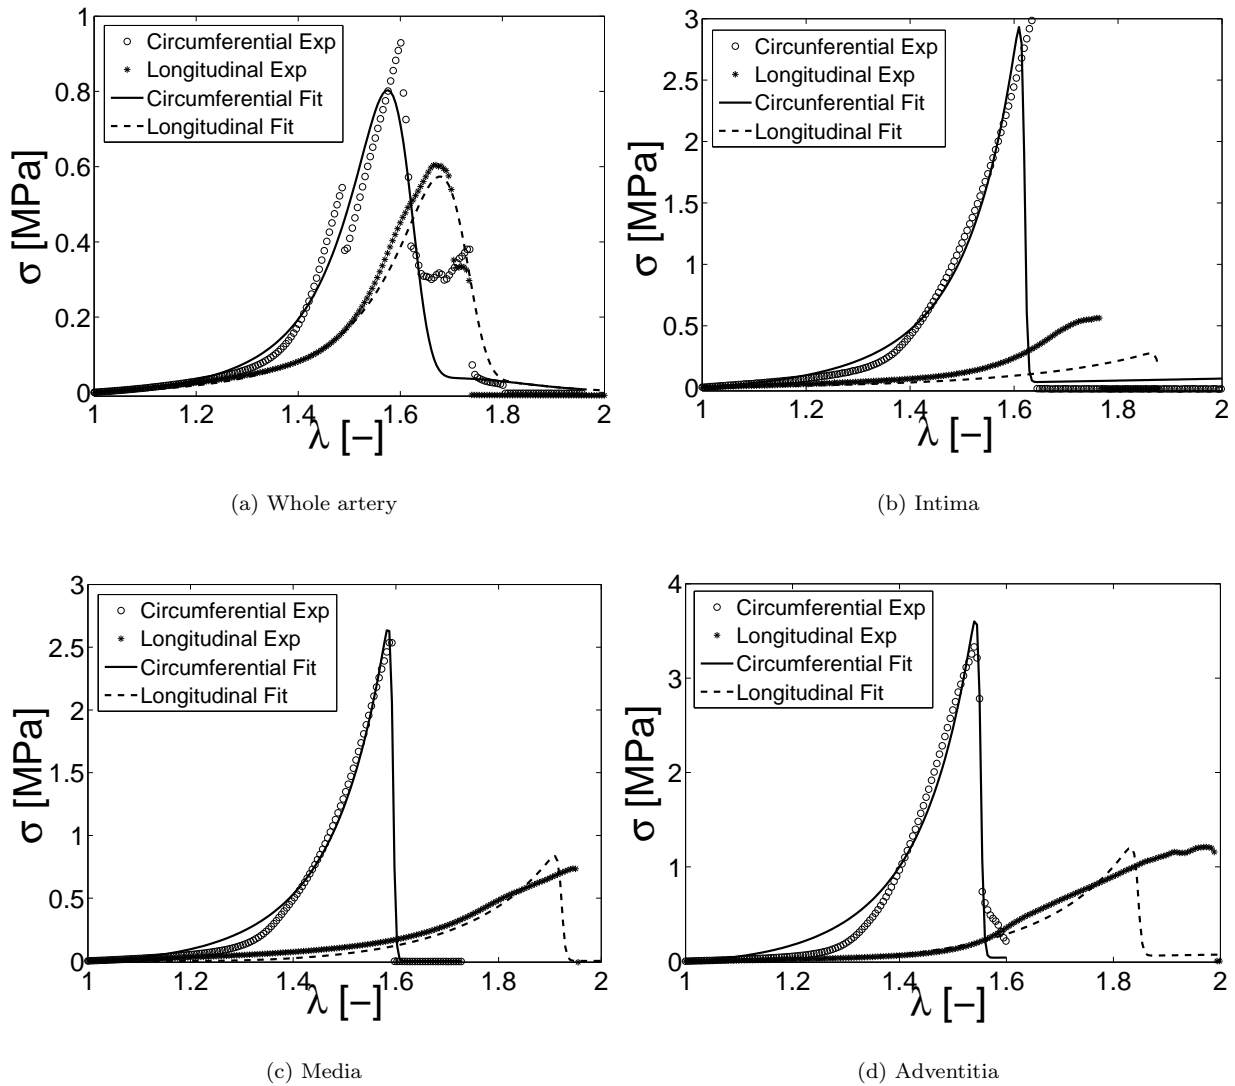 1
0.8
0.6
0.4
0.2
0
σ [MPa]
Circumferential Exp
Longitudinal Exp
Circumferential Fit
Longitudinal Fit
1 1.2 1.4 1.6 1.8 2
λ [−]
(a) Whole artery
3
2.5
2
1.5
1
0.5
0
σ [MPa]
Circunferential Exp
Longitudinal Exp
Circunferential Fit
Longitudinal Fit
1 1.2 1.4 1.6 1.8 2
λ [−]
(b) Intima
3
2.5
2
1.5
1
0.5
0
σ [MPa]
Circumferential Exp
Longitudinal Exp
Circumferential Fit
Longitudinal Fit
1 1.2 1.4 1.6 1.8 2
λ [−]
(c) Media
4
3
2
1
0
σ [MPa]
Circumferential Exp
Longitudinal Exp
Circumferential Fit
Longitudinal Fit
1 1.2 1.4 1.6 1.8 2
λ [−]
(d) Adventitia